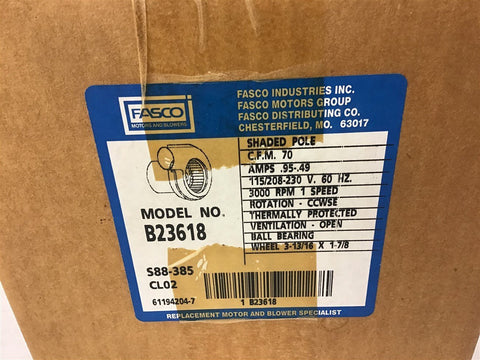 FASCO
MOTORS AND BLOWERS
FASCO INDUSTRIES INC.
FASCO MOTORS GROUP
FASCO DISTRIBUTING CO.
CHESTERFIELD, MO. 63017
MODEL NO.
B23618
S88-385
CL02
61194204-7
SHADED POLE
C.F.M. 70
AMPS .95-.49
115/208-230 V. 60 HZ.
3000 RPM 1 SPEED
ROTATION - CCWSE
THERMALLY PROTECTED
VENTILATION - OPEN
BALL BEARING
WHEEL 3-13/16 X 1-7/8
1 B23618
REPLACEMENT MOTOR AND BLOWER SPECIALIST